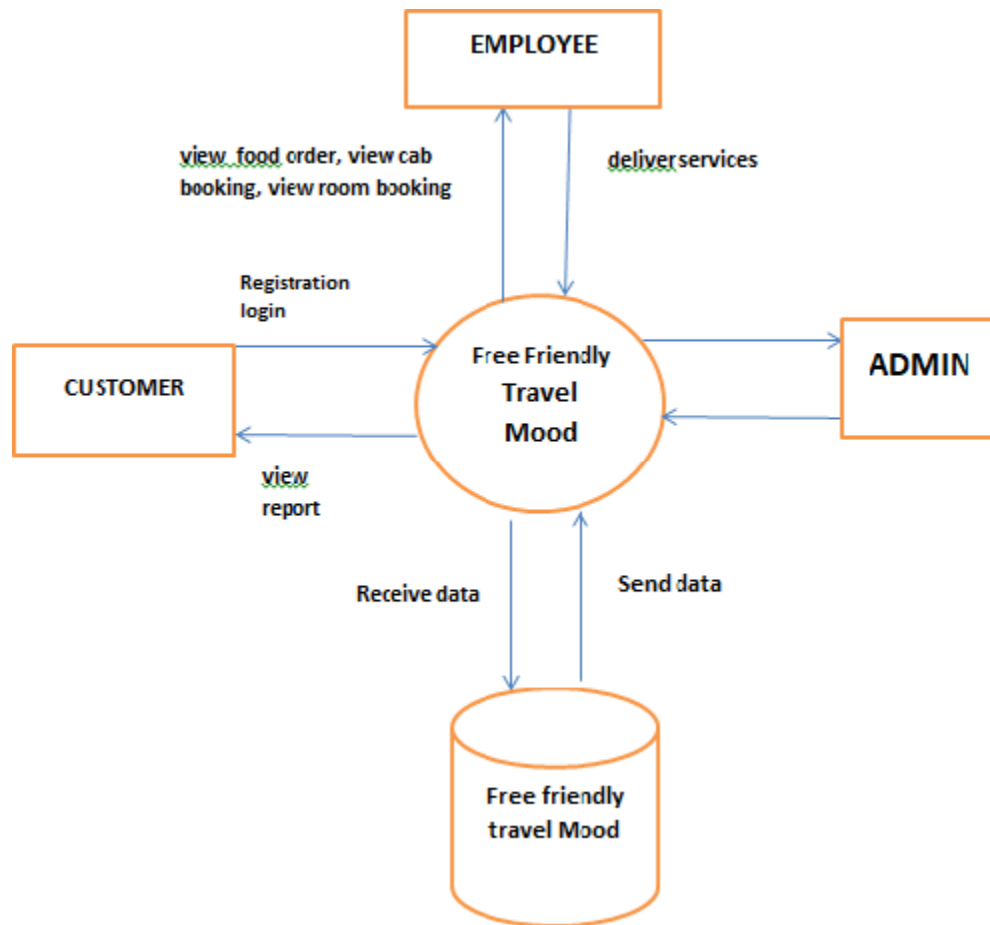 EMPLOYEE
view food order, view cab
booking, view room booking
deliver services
Registration
login
CUSTOMER
Free Friendly
Travel
Mood
ADMIN
view
report
Receive data
Send data
Free friendly
travel Mood